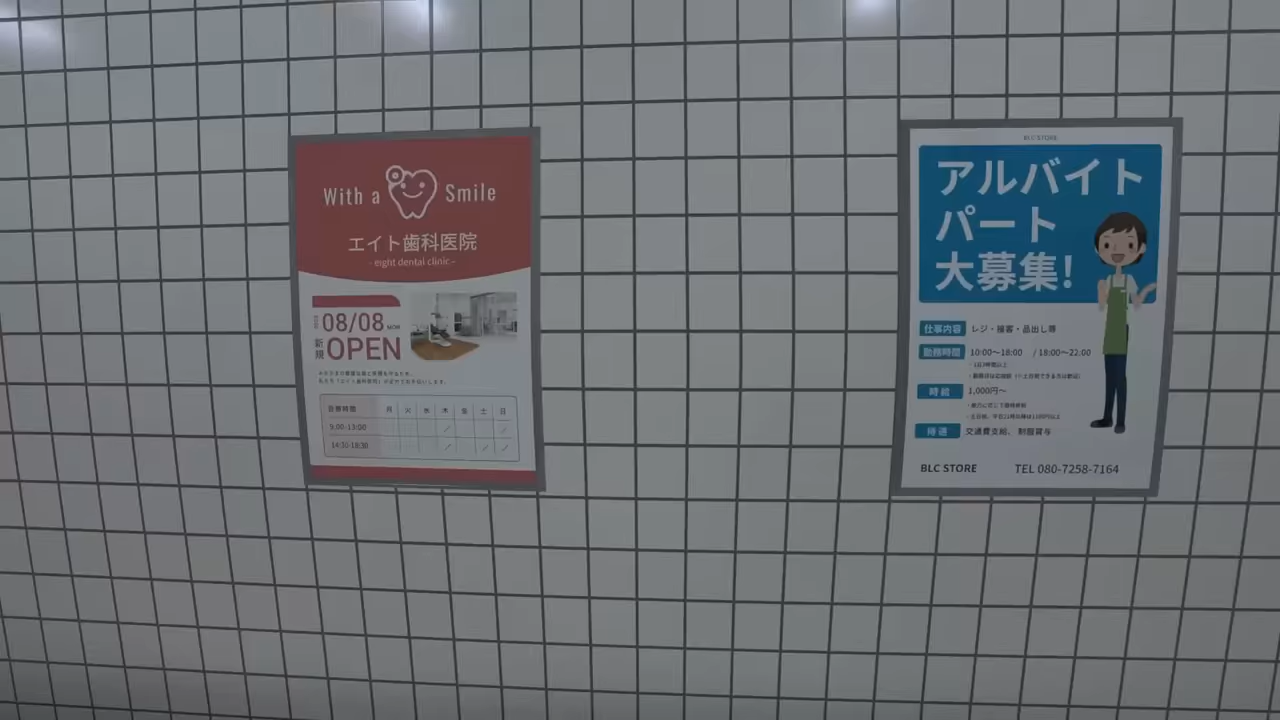 With a Smile
エイト歯科医院
- eight dental clinic -
08/08 MON
新規 OPEN
診療時間 月 火 水 木 金 土 日
9:00-13:00 ／ ／
14:30-18:30 ／ ／ ／
BLC STORE
アルバイト
パート
大募集!
仕事内容 レジ・接客・品出し等
勤務時間 10:00〜18:00 / 18:00〜22:00
時給 1,000円〜
待遇 交通費支給、制服貸与
BLC STORE TEL 080-7258-7164